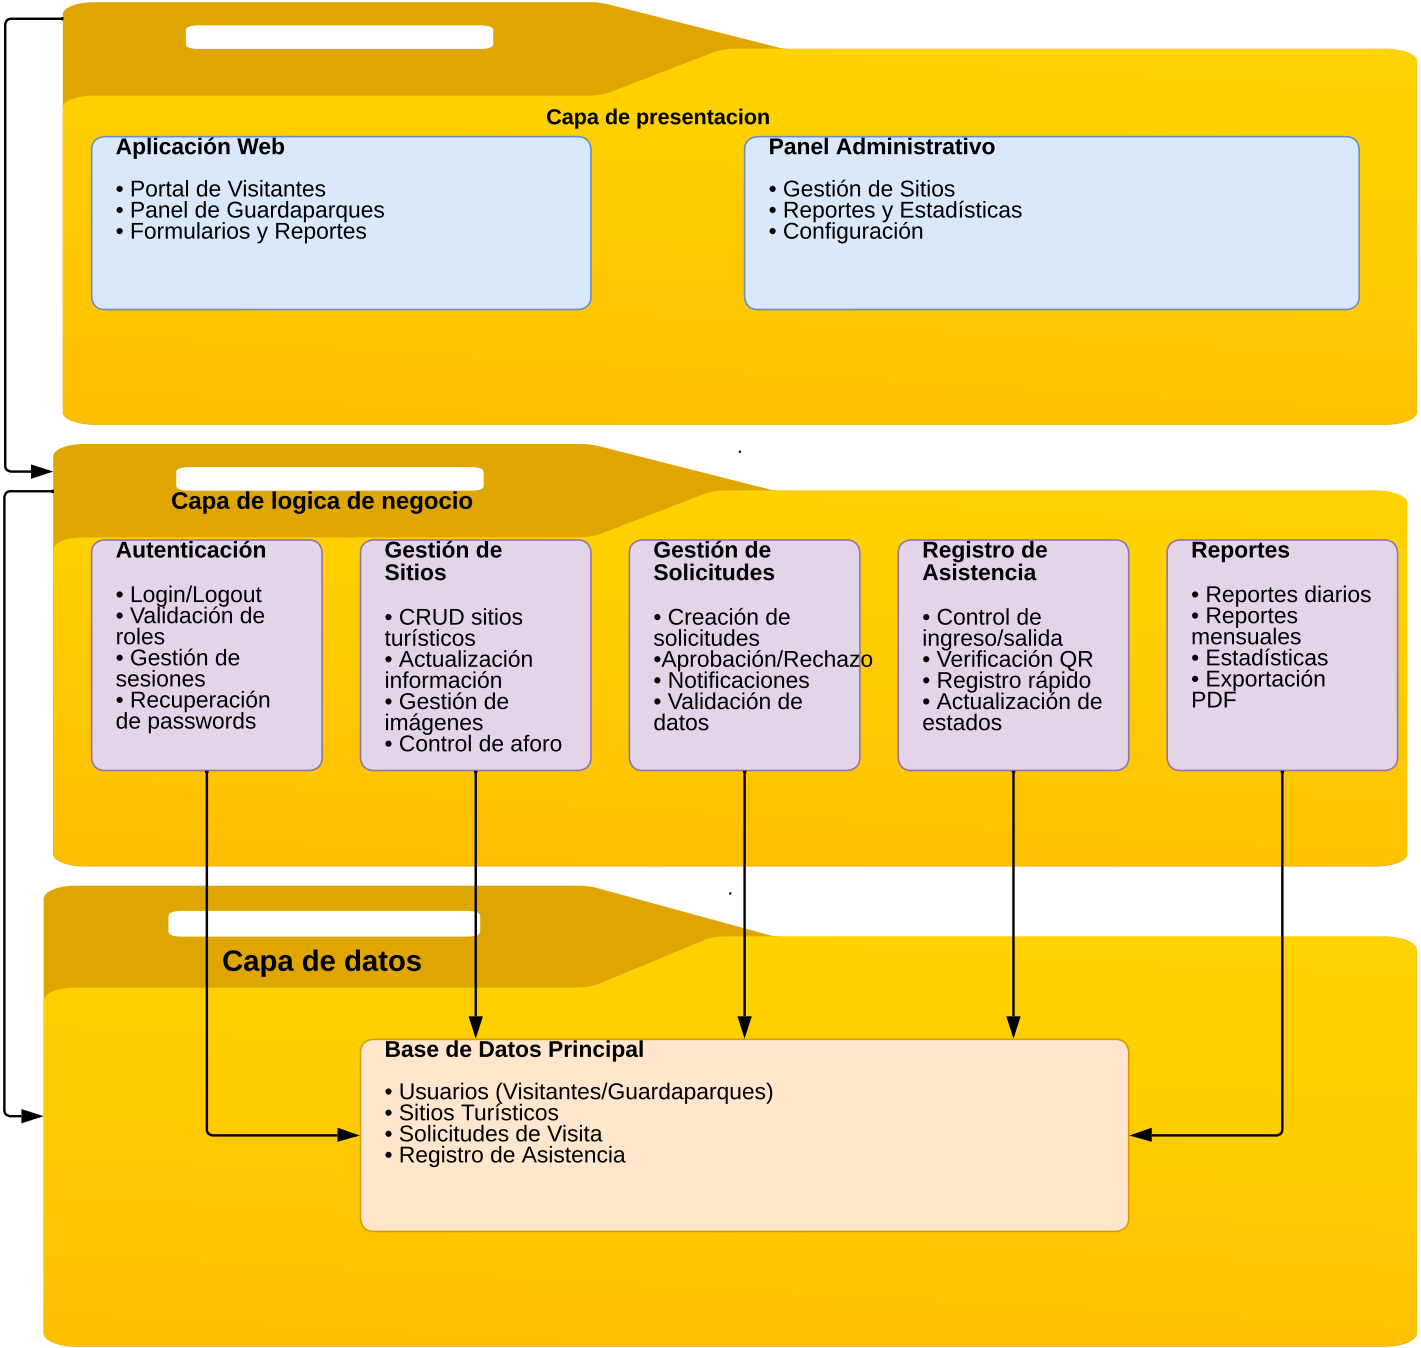 Capa de presentacion
Aplicación Web
• Portal de Visitantes
• Panel de Guardaparques
• Formularios y Reportes
Panel Administrativo
• Gestión de Sitios
• Reportes y Estadísticas
• Configuración
Capa de logica de negocio
Autenticación
• Login/Logout
• Validación de
roles
• Gestión de
sesiones
• Recuperación
de passwords
Gestión de
Sitios
• CRUD sitios
turísticos
• Actualización
información
• Gestión de
imágenes
• Control de aforo
Gestión de
Solicitudes
• Creación de
solicitudes
•Aprobación/Rechazo
• Notificaciones
• Validación de
datos
Registro de
Asistencia
• Control de
ingreso/salida
• Verificación QR
• Registro rápido
• Actualización de
estados
Reportes
• Reportes diarios
• Reportes
mensuales
• Estadísticas
• Exportación
PDF
Capa de datos
Base de Datos Principal
• Usuarios (Visitantes/Guardaparques)
• Sitios Turísticos
• Solicitudes de Visita
• Registro de Asistencia